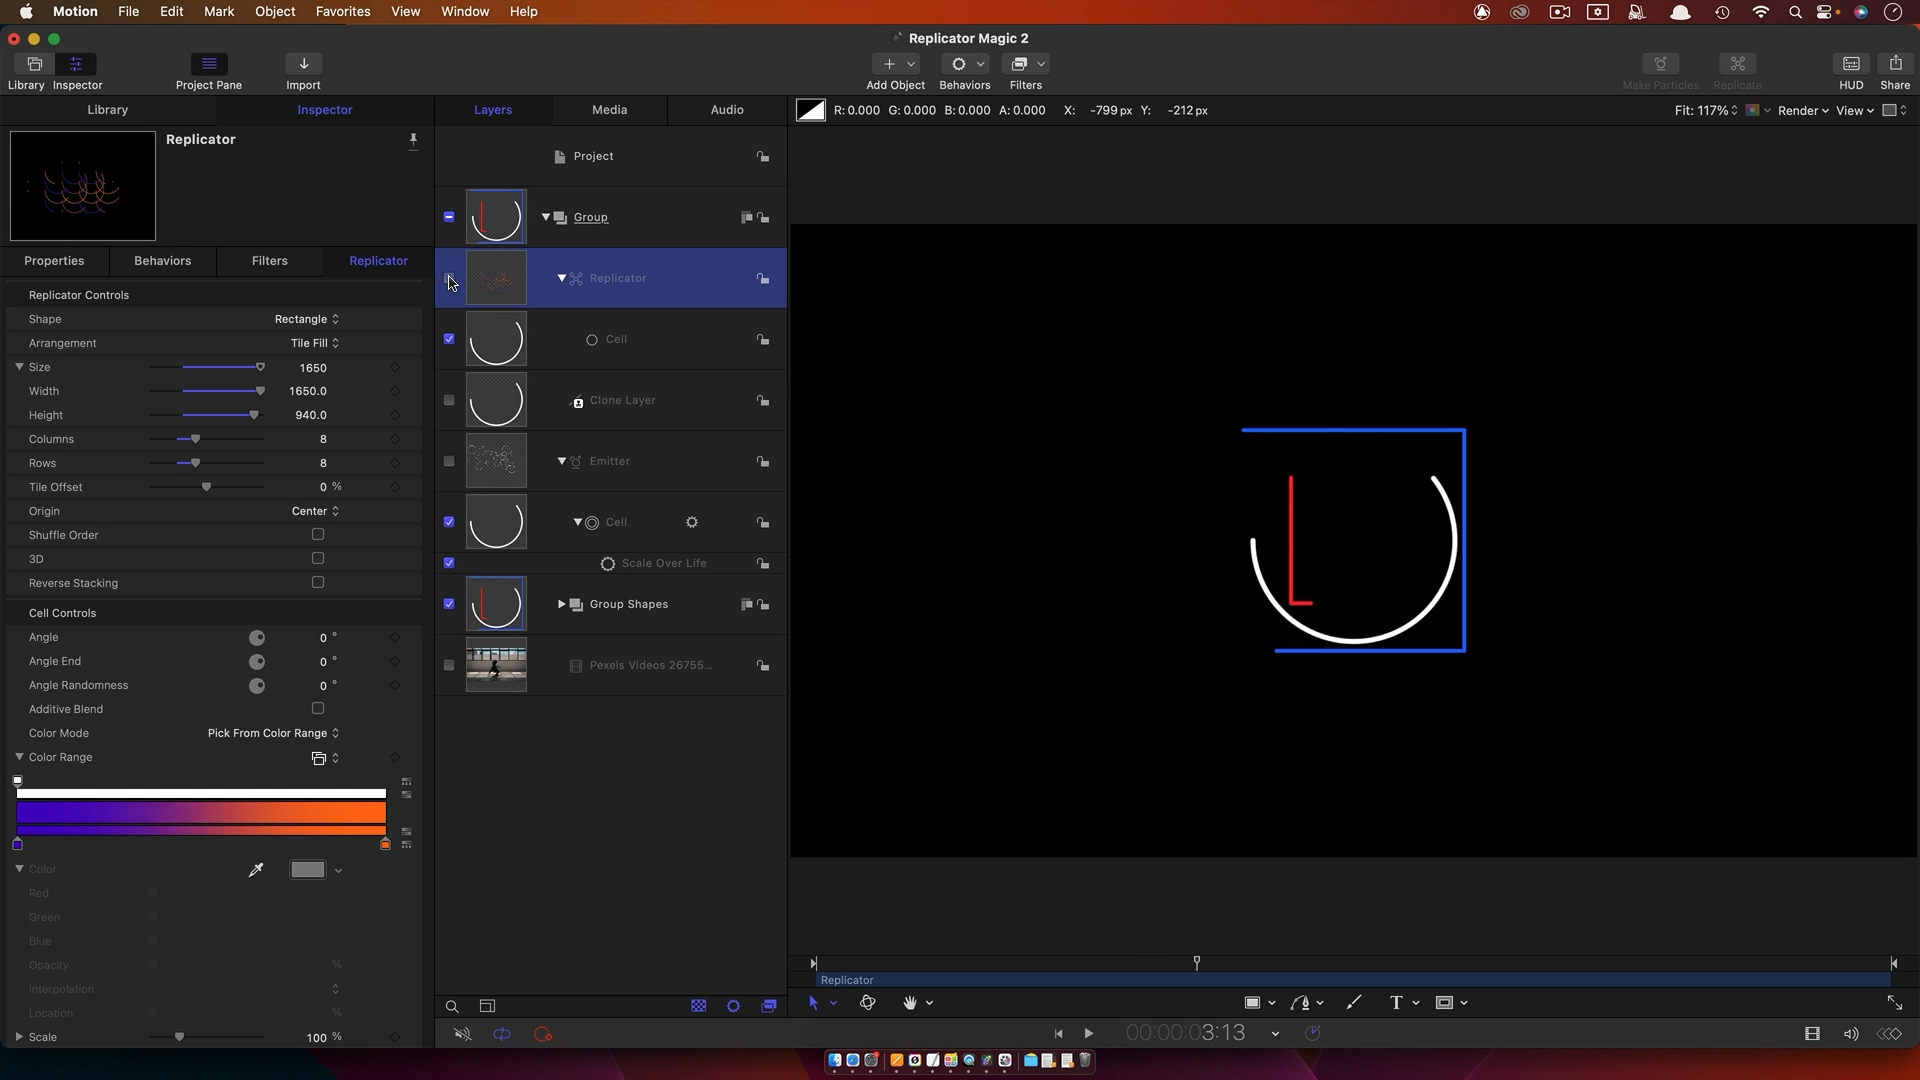 Motion File Edit Mark Object Favorites View Window Help
Replicator Magic 2
Library Inspector Project Pane Import Add Object Behaviors Filters Make Particles Replicate HUD Share
Library Inspector Layers Media Audio R: 0.000 G: 0.000 B: 0.000 A: 0.000 X: -799 px Y: -212 px Fit: 117% Render View
Replicator
Project
Group
Properties Behaviors Filters Replicator
Replicator
Replicator Controls
Shape Rectangle
Arrangement Tile Fill
Cell
Size 1650
Width 1650.0
Clone Layer
Height 940.0
Columns 8
Rows 8
Emitter
Tile Offset 0 %
Origin Center
Cell
Shuffle Order
3D
Scale Over Life
Reverse Stacking
Group Shapes
Cell Controls
Angle 0 °
Angle End 0 °
Pexels Videos 26755...
Angle Randomness 0 °
Additive Blend
Color Mode Pick From Color Range
Color Range
Color
Red
Green
Blue
Opacity %
Replicator
Interpolation
Location %
T
Scale 100 %
00:00:03:13